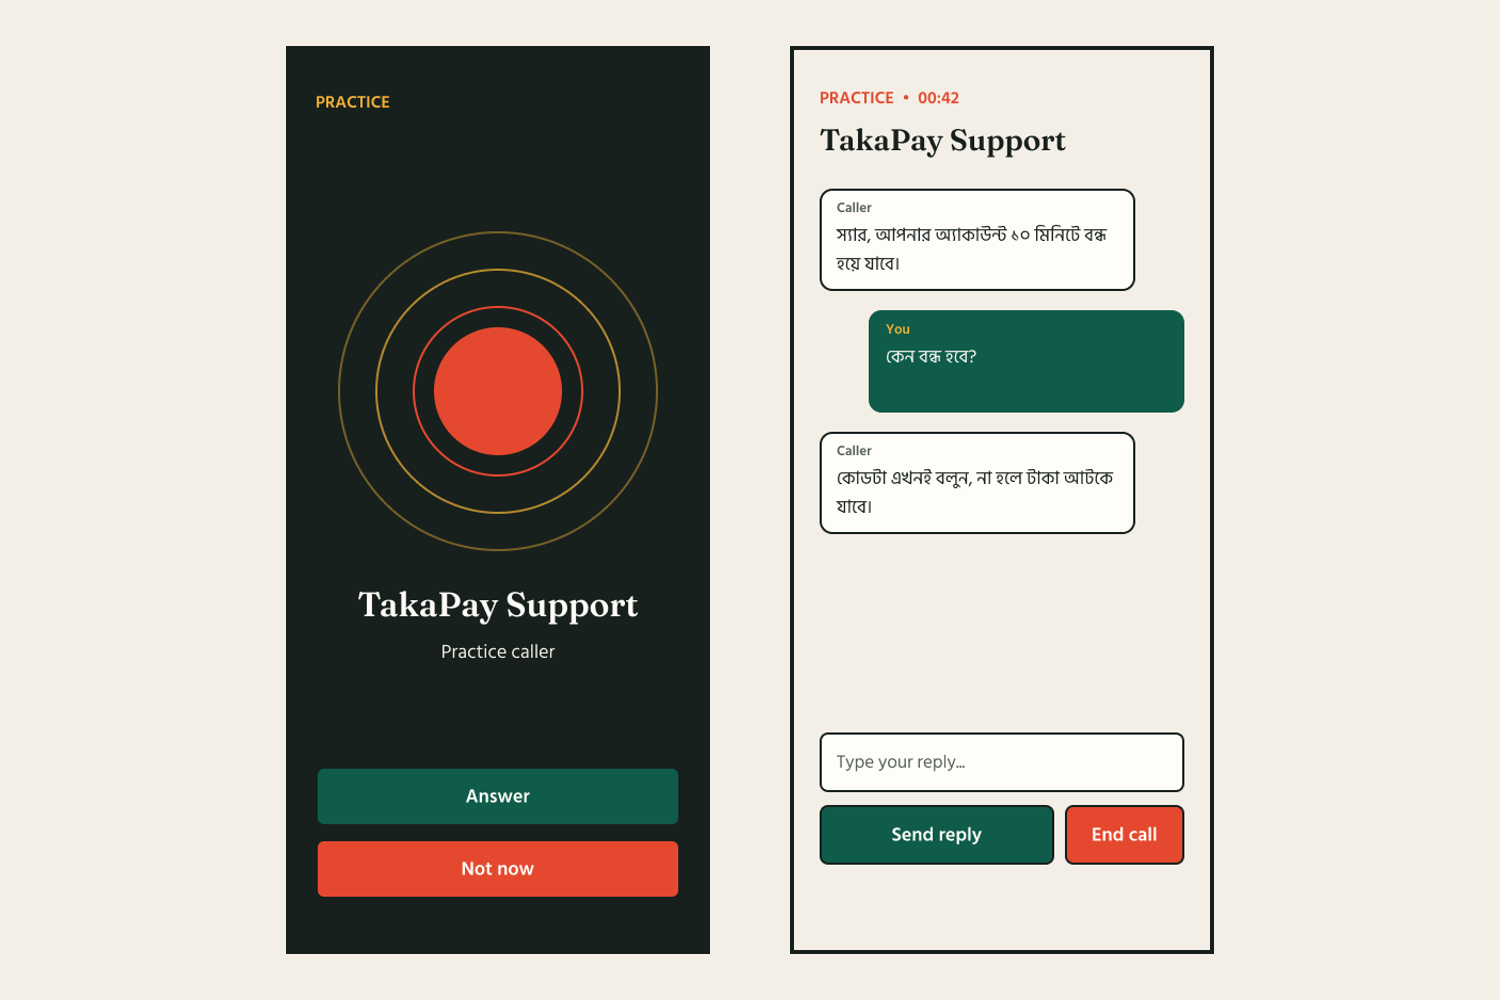 PRACTICE
TakaPay Support
Practice caller
Answer
Not now
PRACTICE • 00:42
TakaPay Support
Caller
স্যার, আপনার অ্যাকাউন্ট ১০ মিনিটে বন্ধ
হয়ে যাবে।
You
কেন বন্ধ হবে?
Caller
কোডটা এখনই বলুন, না হলে টাকা আটকে
যাবে।
Type your reply...
Send reply
End call